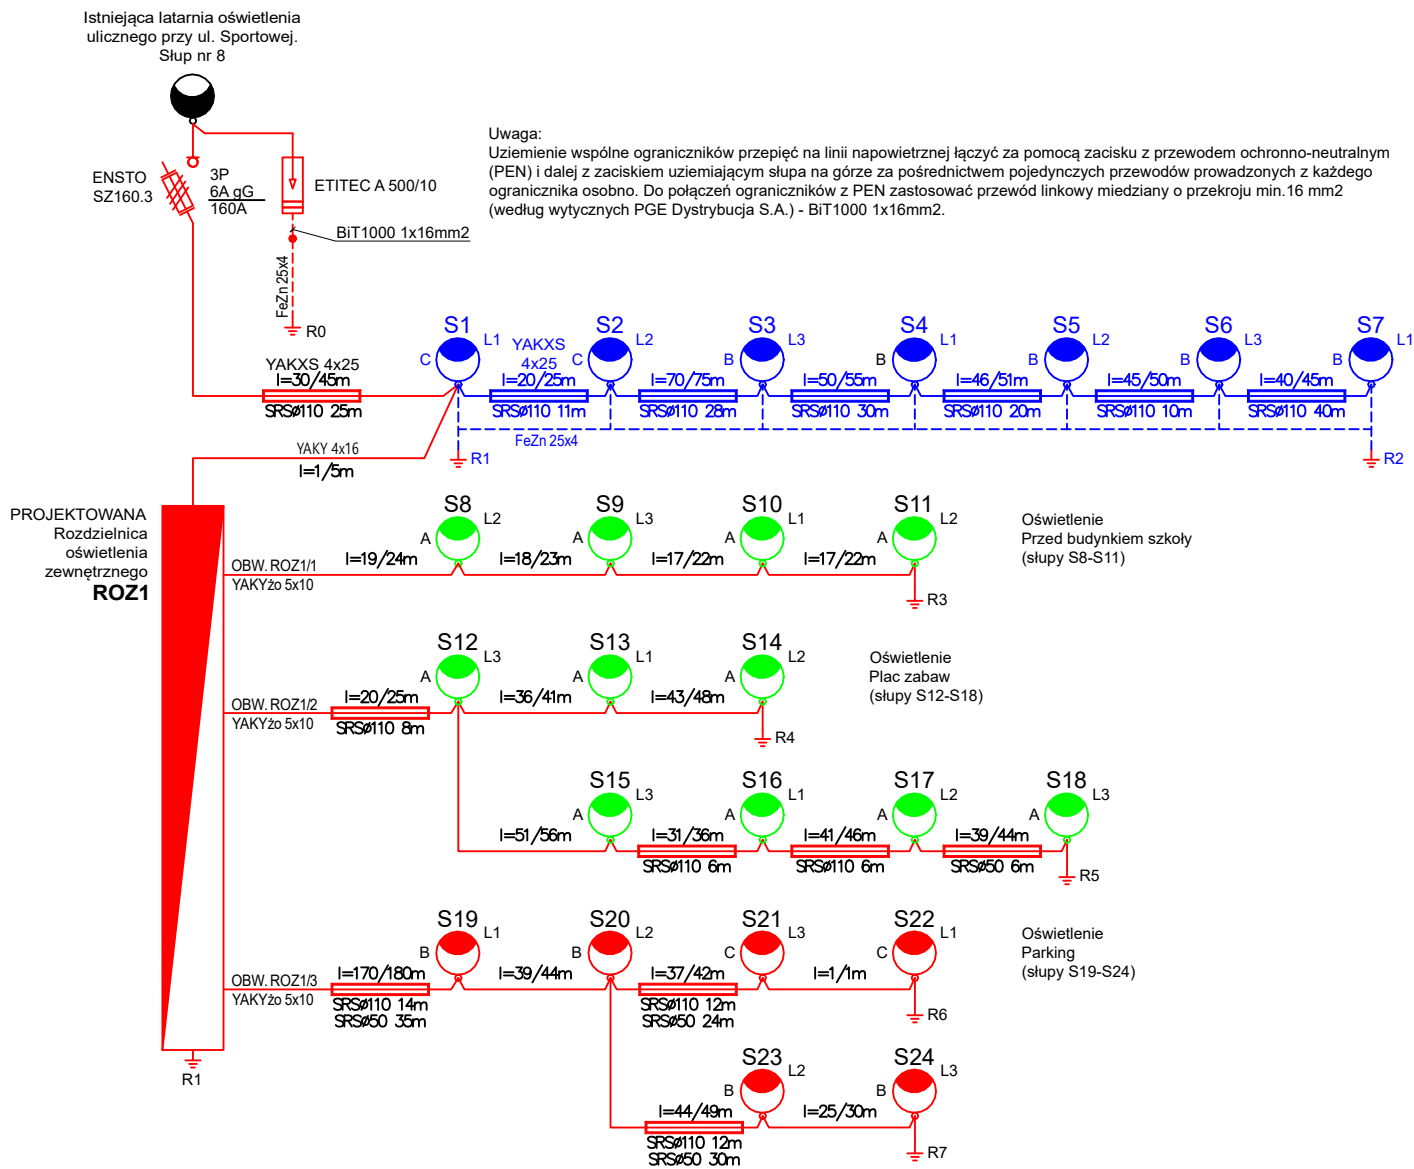 Istniejąca latarnia oświetlenia
ulicznego przy ul. Sportowej.
Słup nr 8
Uwaga:
Uziemienie wspólne ograniczników przepięć na linii napowietrznej łączyć za pomocą zacisku z przewodem ochronno-neutralnym
(PEN) i dalej z zaciskiem uziemiającym słupa na górze za pośrednictwem pojedynczych przewodów prowadzonych z każdego
ogranicznika osobno. Do połączeń ograniczników z PEN zastosować przewód linkowy miedziany o przekroju min.16 mm2
(według wytycznych PGE Dystrybucja S.A.) - BiT1000 1x16mm2.
ENSTO
SZ160.3
3P
6A gG
160A
ETITEC A 500/10
BiT1000 1x16mm2
FeZn 25x4
R0
S1 S2 S3 S4 S5 S6 S7
L1 L2 L3 L1 L2 L3 L1
C C B B B B B
YAKXS 4x25
l=30/45m
SRSø110 25m
YAKXS
4x25
l=20/25m
SRSø110 11m
l=70/75m
SRSø110 28m
l=50/55m
SRSø110 30m
l=46/51m
SRSø110 20m
l=45/50m
SRSø110 10m
l=40/45m
SRSø110 40m
FeZn 25x4
R1
R2
YAKY 4x16
l=1/5m
PROJEKTOWANA
Rozdzielnica
oświetlenia
zewnętrznego
ROZ1
R1
S8 S9 S10 S11
L2 L3 L1 L2
A A A A
OBW. ROZ1/1
YAKYżo 5x10
l=19/24m
l=18/23m
l=17/22m
l=17/22m
R3
Oświetlenie
Przed budynkiem szkoły
(słupy S8-S11)
S12 S13 S14
L3 L1 L2
A A A
OBW. ROZ1/2
YAKYżo 5x10
l=20/25m
SRSø110 8m
l=36/41m
l=43/48m
R4
Oświetlenie
Plac zabaw
(słupy S12-S18)
S15 S16 S17 S18
L3 L1 L2 L3
A A A A
l=51/56m
l=31/36m
SRSø110 6m
l=41/46m
SRSø110 6m
l=39/44m
SRSø50 6m
R5
S19 S20 S21 S22
L1 L2 L3 L1
B B C C
OBW. ROZ1/3
YAKYżo 5x10
l=170/180m
SRSø110 14m
SRSø50 35m
l=39/44m
l=37/42m
SRSø110 12m
SRSø50 24m
l=1/1m
R6
Oświetlenie
Parking
(słupy S19-S24)
S23 S24
L2 L3
B B
l=44/49m
SRSø110 12m
SRSø50 30m
l=25/30m
R7